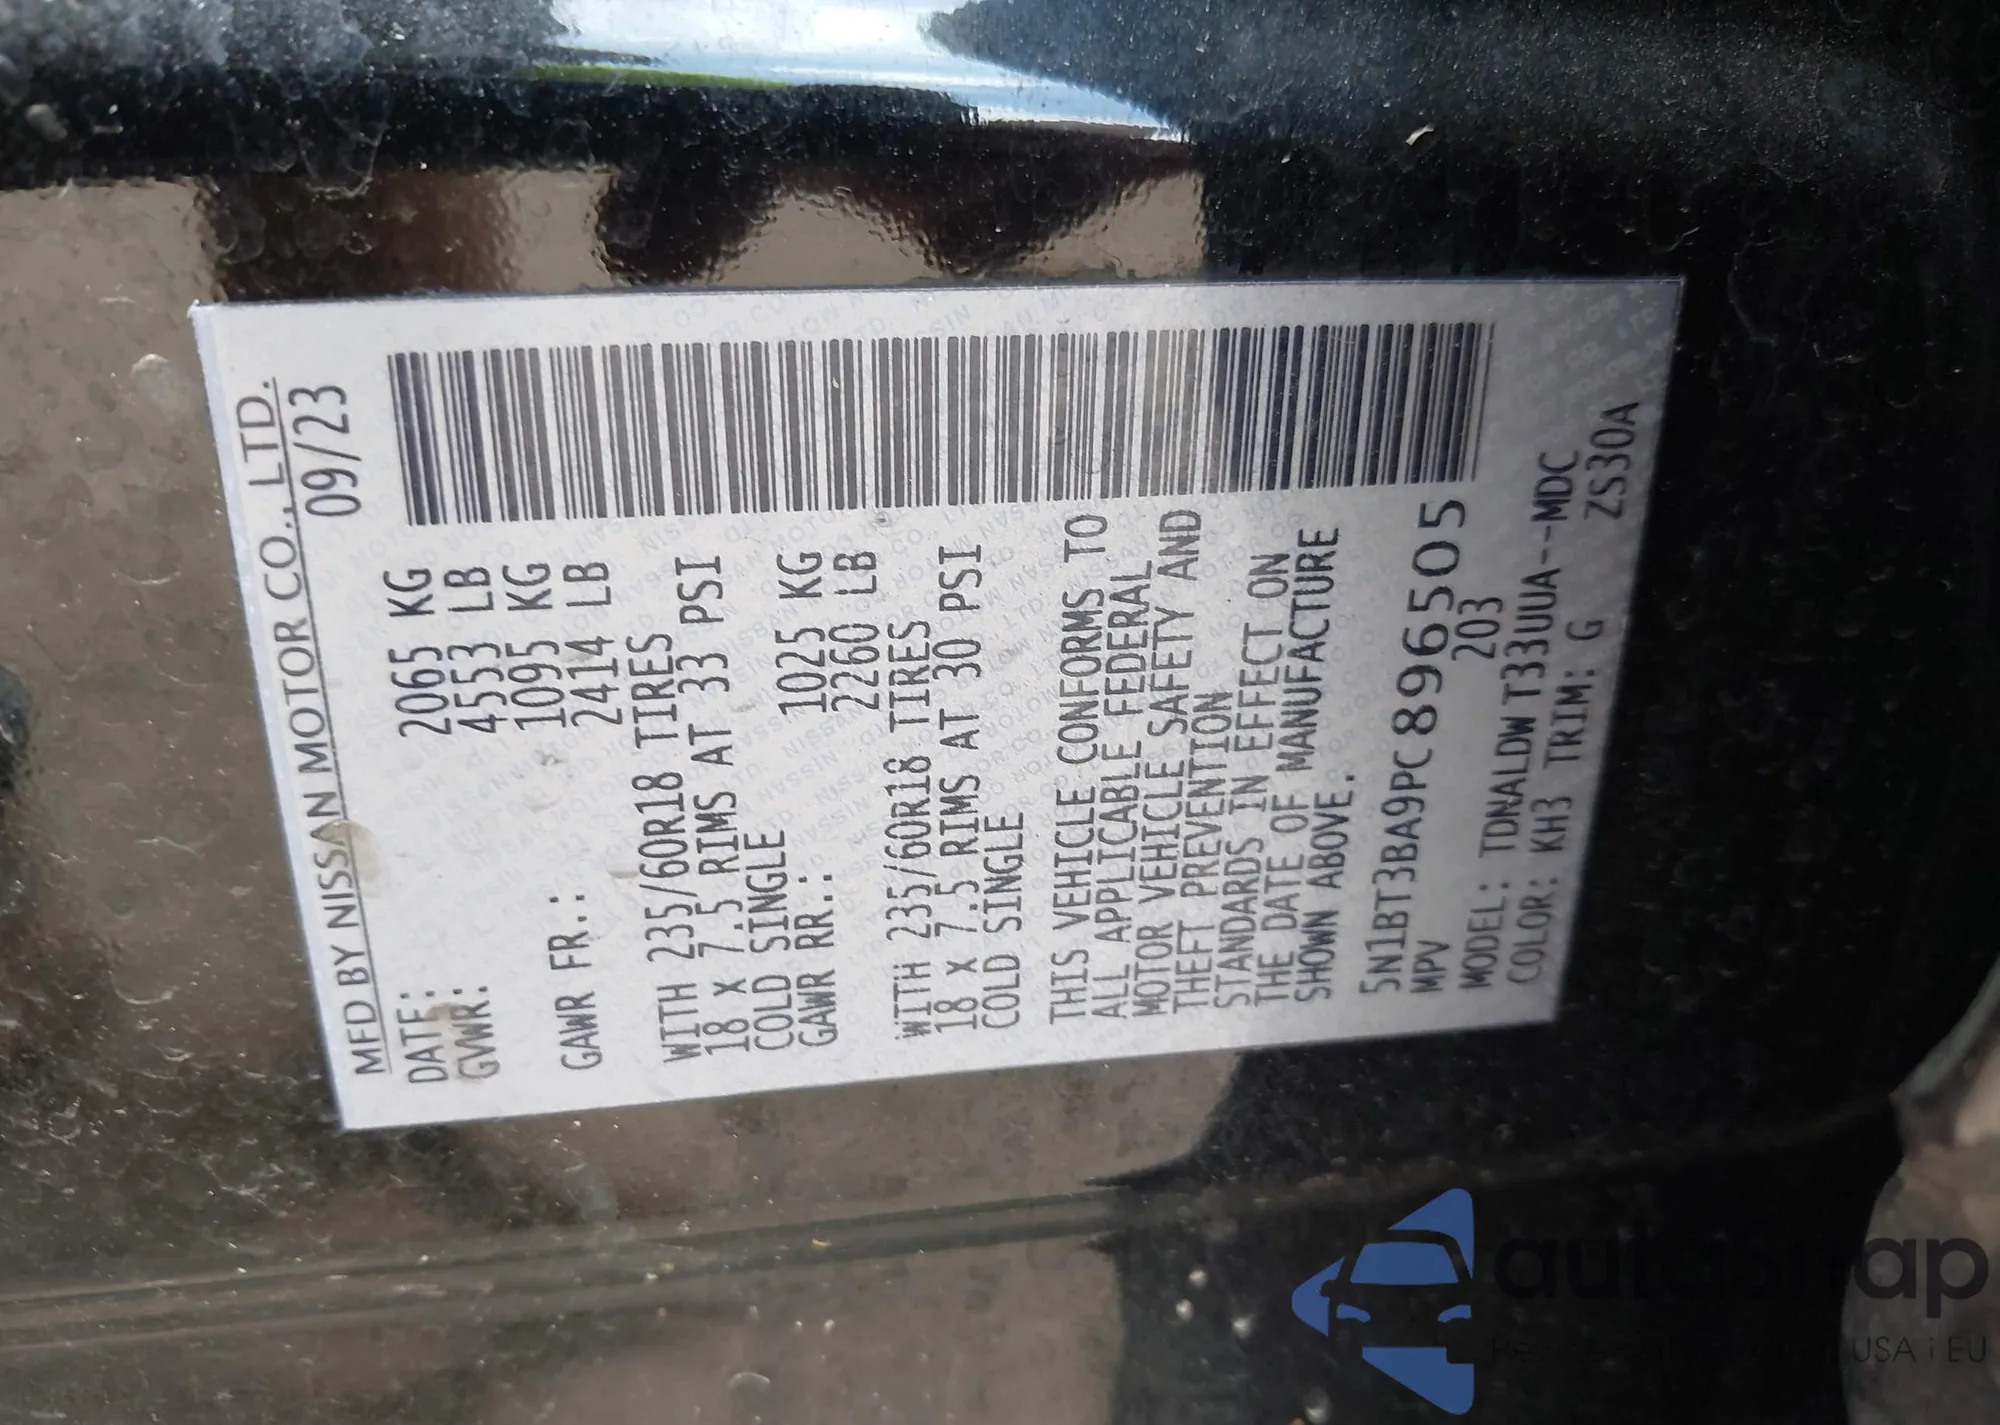 MFD BY NISSAN MOTOR CO., LTD.
DATE: 09/23
GVWR: 2065 KG
4553 LB
1095 KG
GAWR FR.: 2414 LB
WITH 235/60R18 TIRES
18 X 7.5 RIMS AT 33 PSI
COLD SINGLE
GAWR RR.: 1025 KG
2260 LB
WITH 235/60R18 TIRES
18 X 7.5 RIMS AT 30 PSI
COLD SINGLE
THIS VEHICLE CONFORMS TO
ALL APPLICABLE FEDERAL
MOTOR VEHICLE SAFETY AND
THEFT PREVENTION
STANDARDS IN EFFECT ON
THE DATE OF MANUFACTURE
SHOWN ABOVE.
5N1BT3BA9PC896505
MPV 203
MODEL: TDNALDW T33UUA--MDC
COLOR: KH3 TRIM: G ZS30A
USA i EU